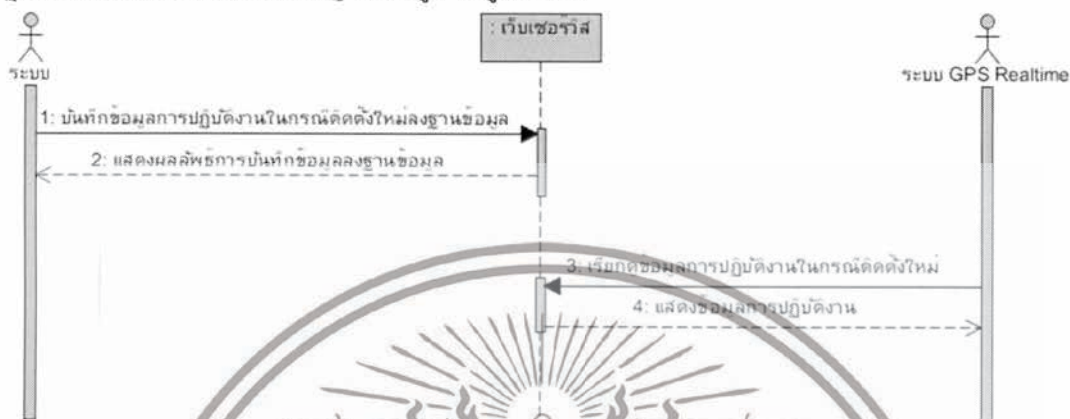 : เว็บเซอร์วิส
ระบบ
ระบบ GPS Realtime
1: บันทึกข้อมูลการปฏิบัติงานในกรณีติดตั้งใหม่ลงฐานข้อมูล
2: แสดงผลลัพธ์การบันทึกข้อมูลลงฐานข้อมูล
3: เรียกดูข้อมูลการปฏิบัติงานในกรณีติดตั้งใหม่
4: แสดงข้อมูลการปฏิบัติงาน